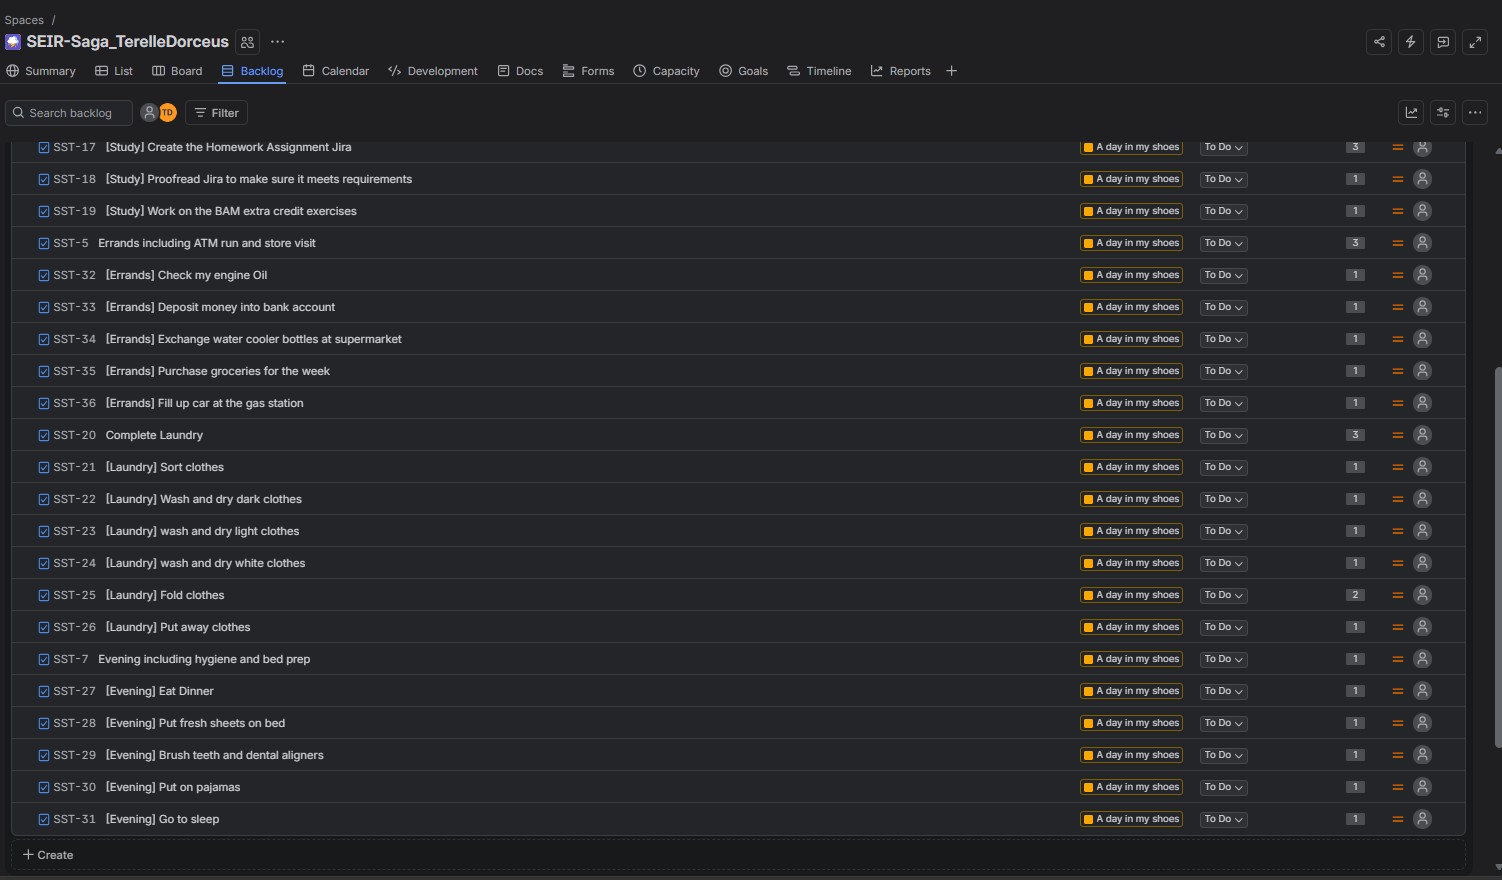 Spaces /
SEIR-Saga_TerelleDorceus
Summary List Board Backlog Calendar Development Docs Forms Capacity Goals Timeline Reports
Search backlog TD Filter
SST-17 [Study] Create the Homework Assignment Jira A day in my shoes To Do 3
SST-18 [Study] Proofread Jira to make sure it meets requirements A day in my shoes To Do 1
SST-19 [Study] Work on the BAM extra credit exercises A day in my shoes To Do 1
SST-5 Errands including ATM run and store visit A day in my shoes To Do 3
SST-32 [Errands] Check my engine Oil A day in my shoes To Do 1
SST-33 [Errands] Deposit money into bank account A day in my shoes To Do 1
SST-34 [Errands] Exchange water cooler bottles at supermarket A day in my shoes To Do 1
SST-35 [Errands] Purchase groceries for the week A day in my shoes To Do 1
SST-36 [Errands] Fill up car at the gas station A day in my shoes To Do 1
SST-20 Complete Laundry A day in my shoes To Do 3
SST-21 [Laundry] Sort clothes A day in my shoes To Do 1
SST-22 [Laundry] Wash and dry dark clothes A day in my shoes To Do 1
SST-23 [Laundry] wash and dry light clothes A day in my shoes To Do 1
SST-24 [Laundry] wash and dry white clothes A day in my shoes To Do 1
SST-25 [Laundry] Fold clothes A day in my shoes To Do 2
SST-26 [Laundry] Put away clothes A day in my shoes To Do 1
SST-7 Evening including hygiene and bed prep A day in my shoes To Do 1
SST-27 [Evening] Eat Dinner A day in my shoes To Do 1
SST-28 [Evening] Put fresh sheets on bed A day in my shoes To Do 1
SST-29 [Evening] Brush teeth and dental aligners A day in my shoes To Do 1
SST-30 [Evening] Put on pajamas A day in my shoes To Do 1
SST-31 [Evening] Go to sleep A day in my shoes To Do 1
+ Create